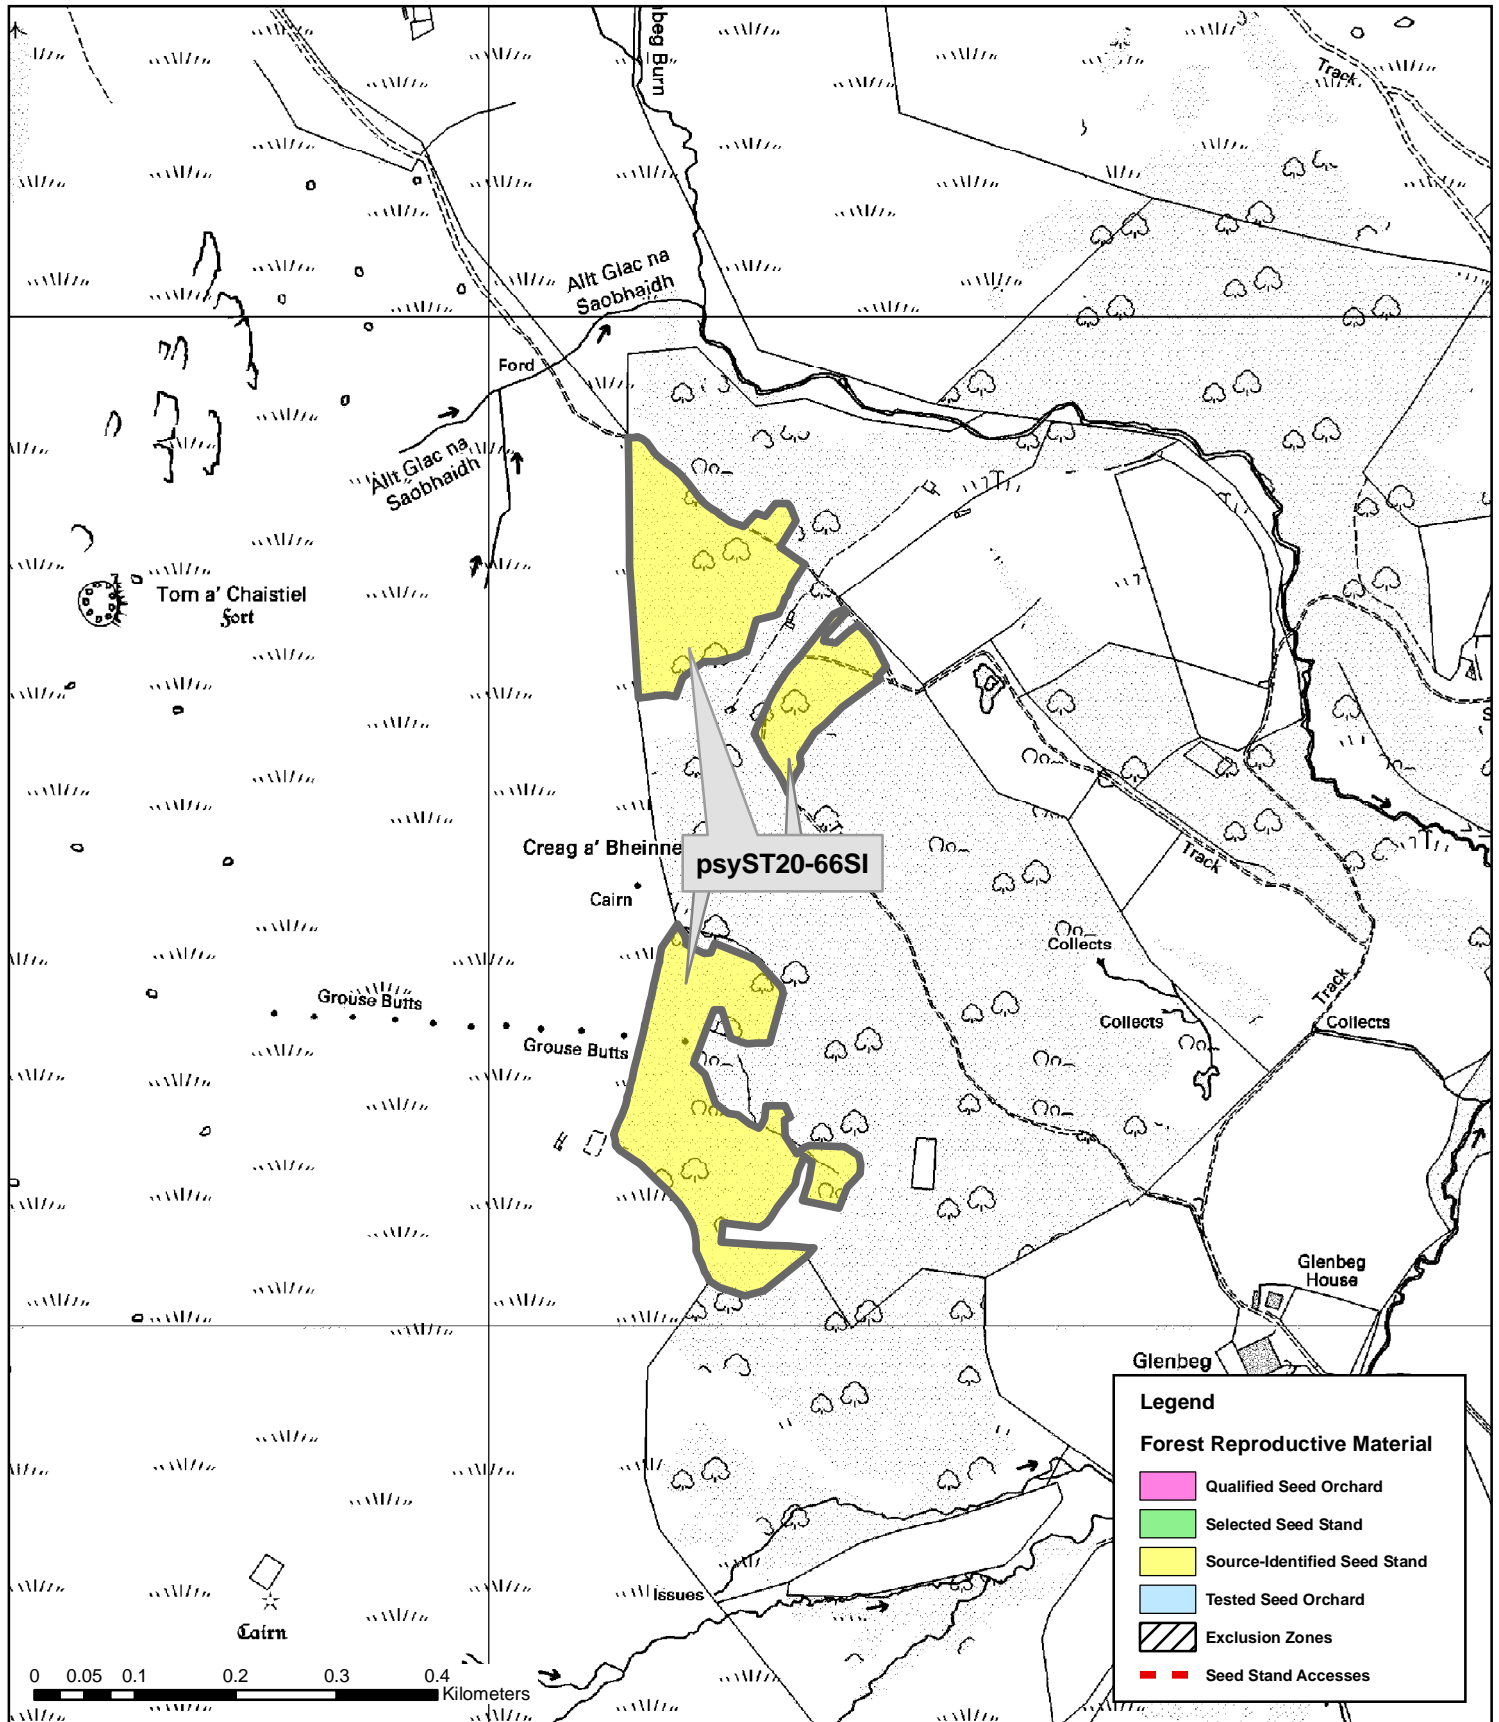 nbeg Burn
Track
Allt Glac na
Saobhaidh
Ford
Allt Glac na
Saobhaidh
Tom a' Chaistiel
Fort
Creag a' Bheinne
psyST20-66SI
Cairn
Track
Collects
Track
Grouse Butts
Collects
Collects
Grouse Butts
Glenbeg
House
Glenbeg
Legend
Forest Reproductive Material
Qualified Seed Orchard
Selected Seed Stand
Source-Identified Seed Stand
Tested Seed Orchard
Exclusion Zones
Seed Stand Accesses
Issues
Cairn
0 0.05 0.1 0.2 0.3 0.4
Kilometers